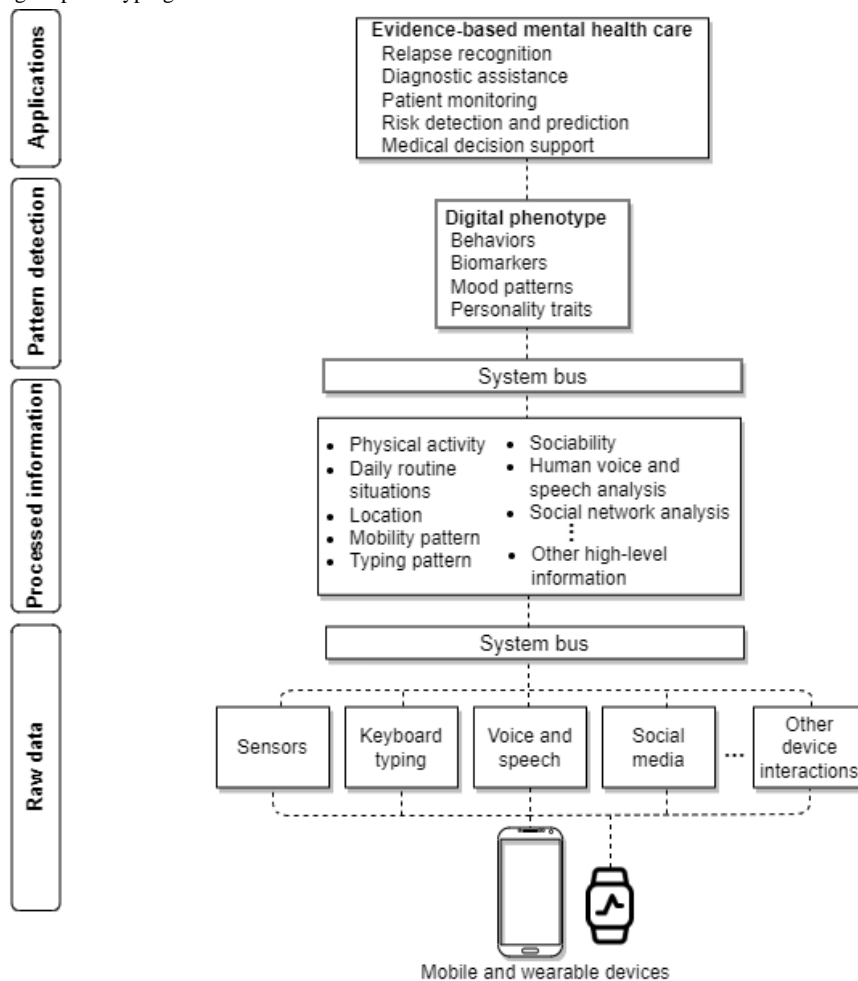 Applications
Evidence-based mental health care
Relapse recognition
Diagnostic assistance
Patient monitoring
Risk detection and prediction
Medical decision support
Pattern detection
Digital phenotype
Behaviors
Biomarkers
Mood patterns
Personality traits
System bus
Processed information
• Physical activity
• Daily routine
situations
• Location
• Mobility pattern
• Typing pattern
• Sociability
• Human voice and
speech analysis
• Social network analysis
• Other high-level
information
System bus
Raw data
Sensors
Keyboard
typing
Voice and
speech
Social
media
...
Other
device
interactions
Mobile and wearable devices